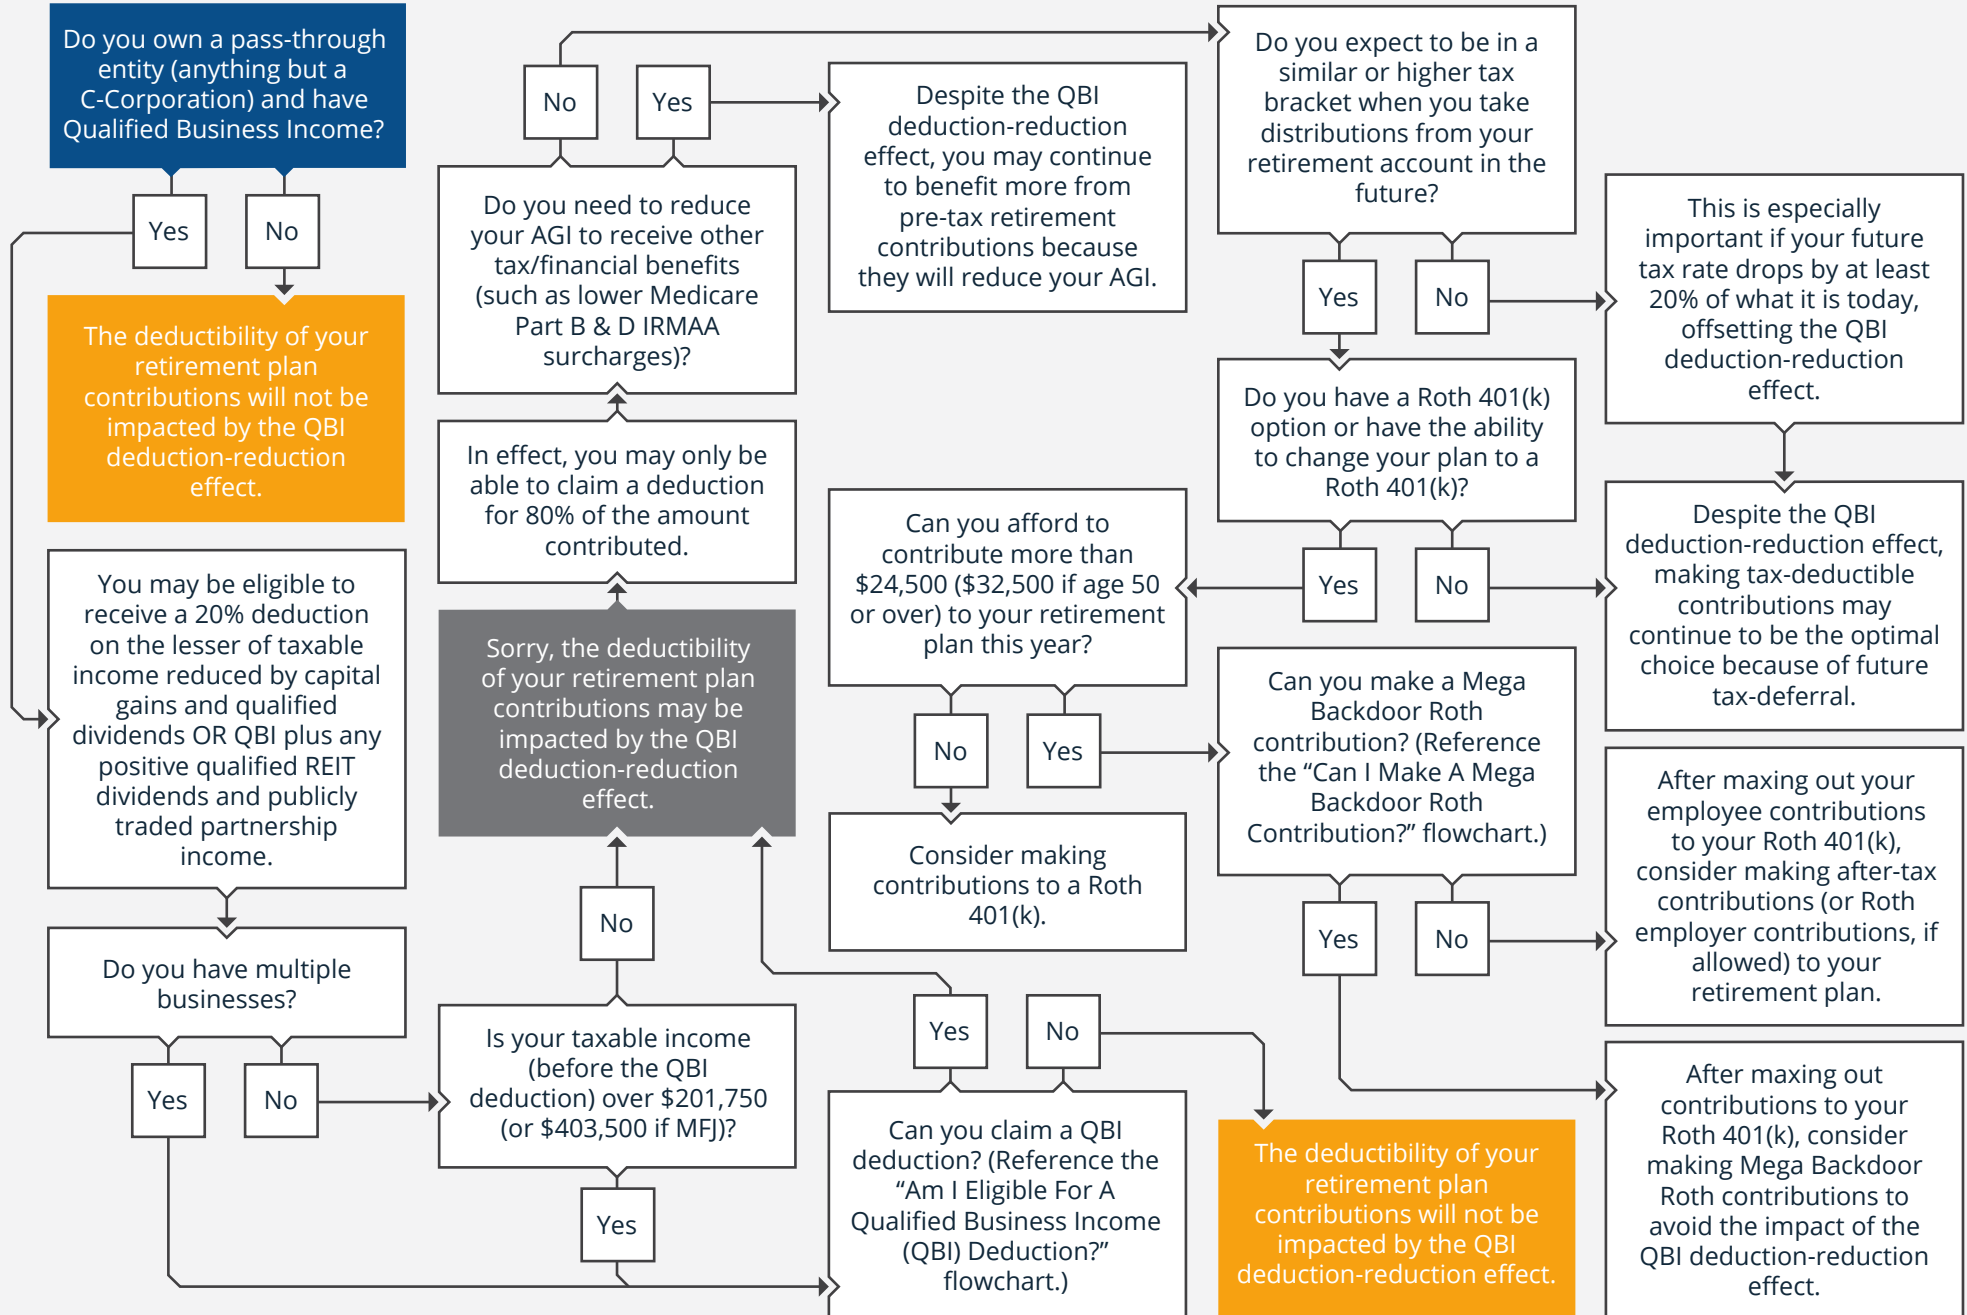 Do you own a pass-through
entity (anything but a
C-Corporation) and have
Qualified Business Income?
Yes
No
The deductibility of your
retirement plan
contributions will not be
impacted by the QBI
deduction-reduction
effect.
You may be eligible to
receive a 20% deduction
on the lesser of taxable
income reduced by capital
gains and qualified
dividends OR QBI plus any
positive qualified REIT
dividends and publicly
traded partnership
income.
Do you have multiple
businesses?
Yes
No
Is your taxable income
(before the QBI
deduction) over $201,750
(or $403,500 if MFJ)?
No
Yes
Sorry, the deductibility
of your retirement plan
contributions may be
impacted by the QBI
deduction-reduction
effect.
In effect, you may only be
able to claim a deduction
for 80% of the amount
contributed.
Do you need to reduce
your AGI to receive other
tax/financial benefits
(such as lower Medicare
Part B & D IRMAA
surcharges)?
No
Yes
Despite the QBI
deduction-reduction
effect, you may continue
to benefit more from
pre-tax retirement
contributions because
they will reduce your AGI.
Can you afford to
contribute more than
$24,500 ($32,500 if age 50
or over) to your retirement
plan this year?
No
Yes
Consider making
contributions to a Roth
401(k).
Yes
No
Can you claim a QBI
deduction? (Reference the
“Am I Eligible For A
Qualified Business Income
(QBI) Deduction?”
flowchart.)
Do you expect to be in a
similar or higher tax
bracket when you take
distributions from your
retirement account in the
future?
Yes
No
Do you have a Roth 401(k)
option or have the ability
to change your plan to a
Roth 401(k)?
Yes
No
Can you make a Mega
Backdoor Roth
contribution? (Reference
the “Can I Make A Mega
Backdoor Roth
Contribution?” flowchart.)
Yes
No
The deductibility of your
retirement plan
contributions will not be
impacted by the QBI
deduction-reduction effect.
This is especially
important if your future
tax rate drops by at least
20% of what it is today,
offsetting the QBI
deduction-reduction
effect.
Despite the QBI
deduction-reduction effect,
making tax-deductible
contributions may
continue to be the optimal
choice because of future
tax-deferral.
After maxing out your
employee contributions
to your Roth 401(k),
consider making after-tax
contributions (or Roth
employer contributions, if
allowed) to your
retirement plan.
After maxing out
contributions to your
Roth 401(k), consider
making Mega Backdoor
Roth contributions to
avoid the impact of the
QBI deduction-reduction
effect.